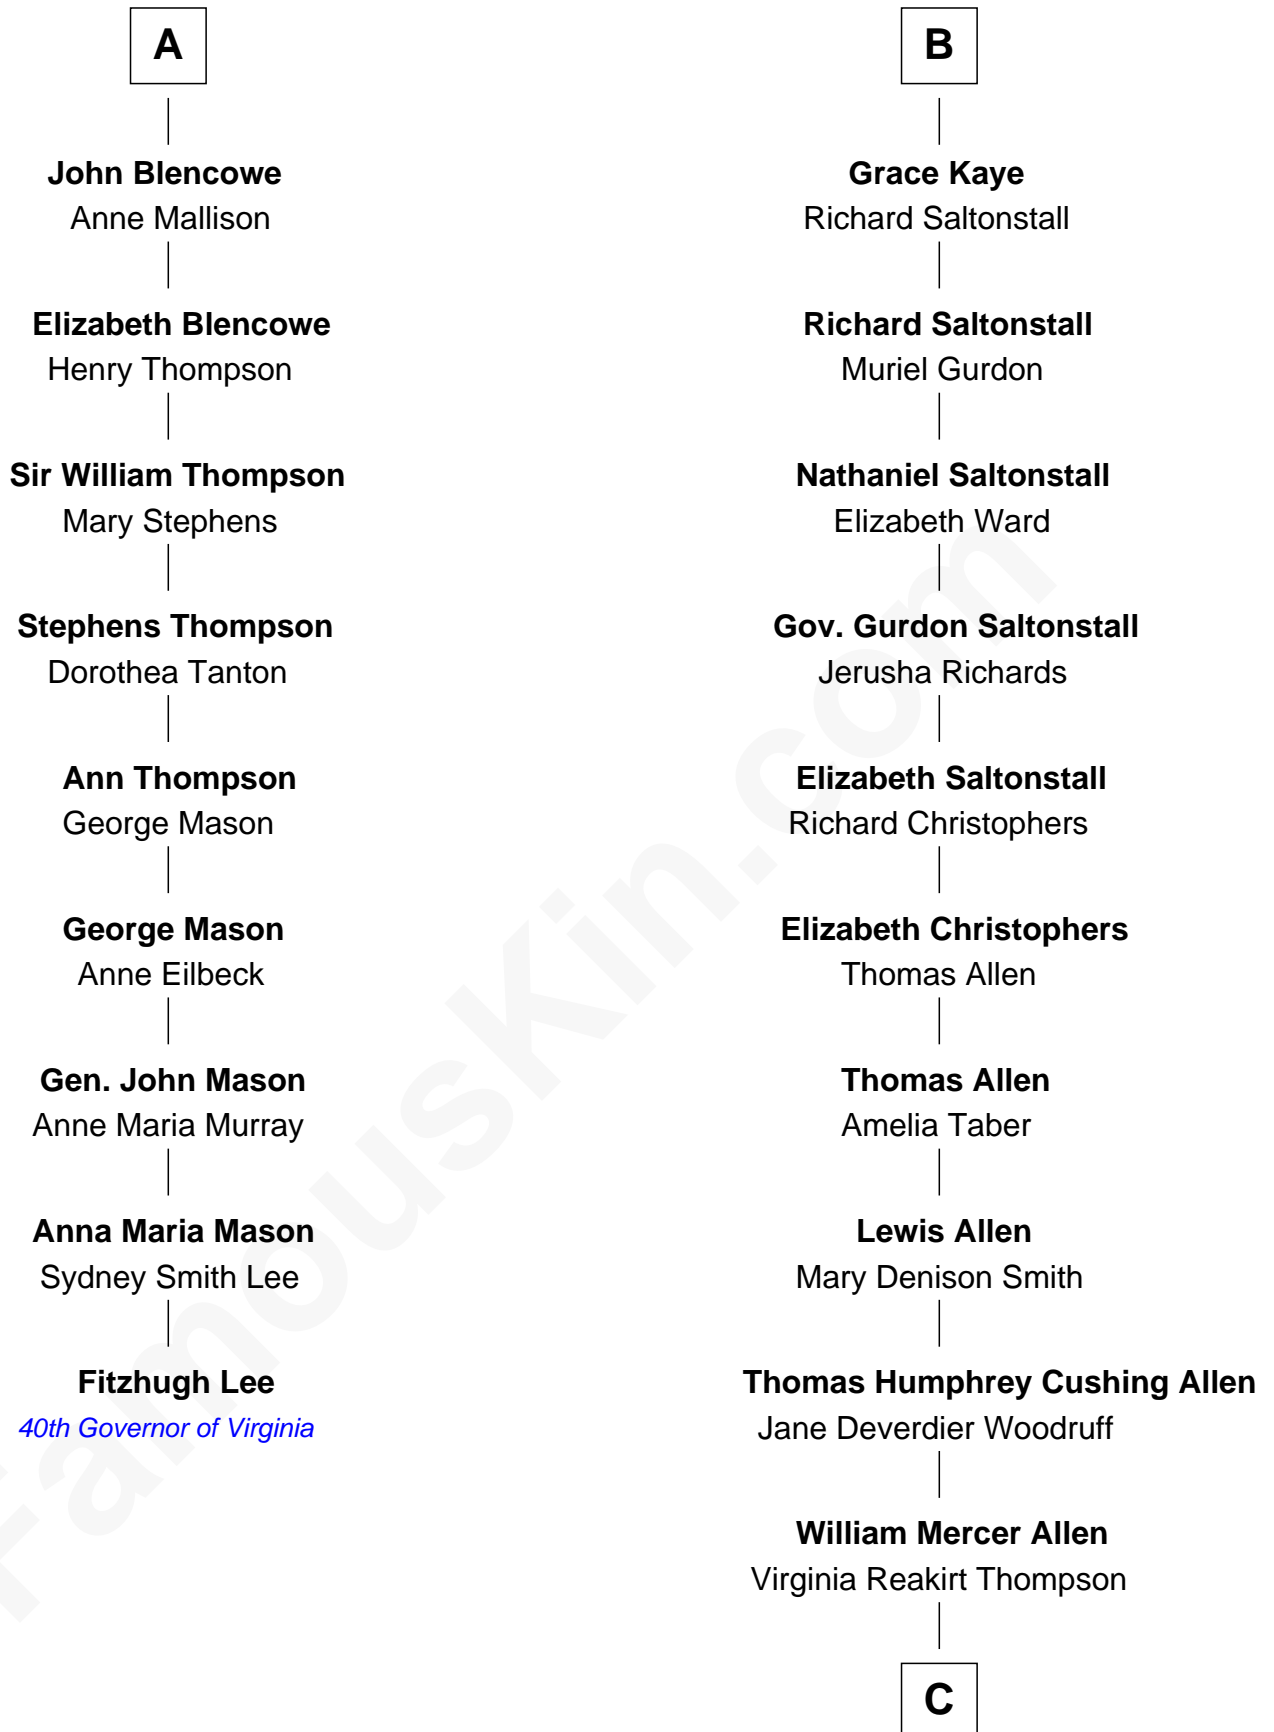 A
John Blencowe
Anne Mallison
Elizabeth Blencowe
Henry Thompson
Sir William Thompson
Mary Stephens
Stephens Thompson
Dorothea Tanton
Ann Thompson
George Mason
George Mason
Anne Eilbeck
Gen. John Mason
Anne Maria Murray
Anna Maria Mason
Sydney Smith Lee
Fitzhugh Lee
40th Governor of Virginia
B
Grace Kaye
Richard Saltonstall
Richard Saltonstall
Muriel Gurdon
Nathaniel Saltonstall
Elizabeth Ward
Gov. Gurdon Saltonstall
Jerusha Richards
Elizabeth Saltonstall
Richard Christophers
Elizabeth Christophers
Thomas Allen
Thomas Allen
Amelia Taber
Lewis Allen
Mary Denison Smith
Thomas Humphrey Cushing Allen
Jane Deverdier Woodruff
William Mercer Allen
Virginia Reakirt Thompson
C
FamousKin.com